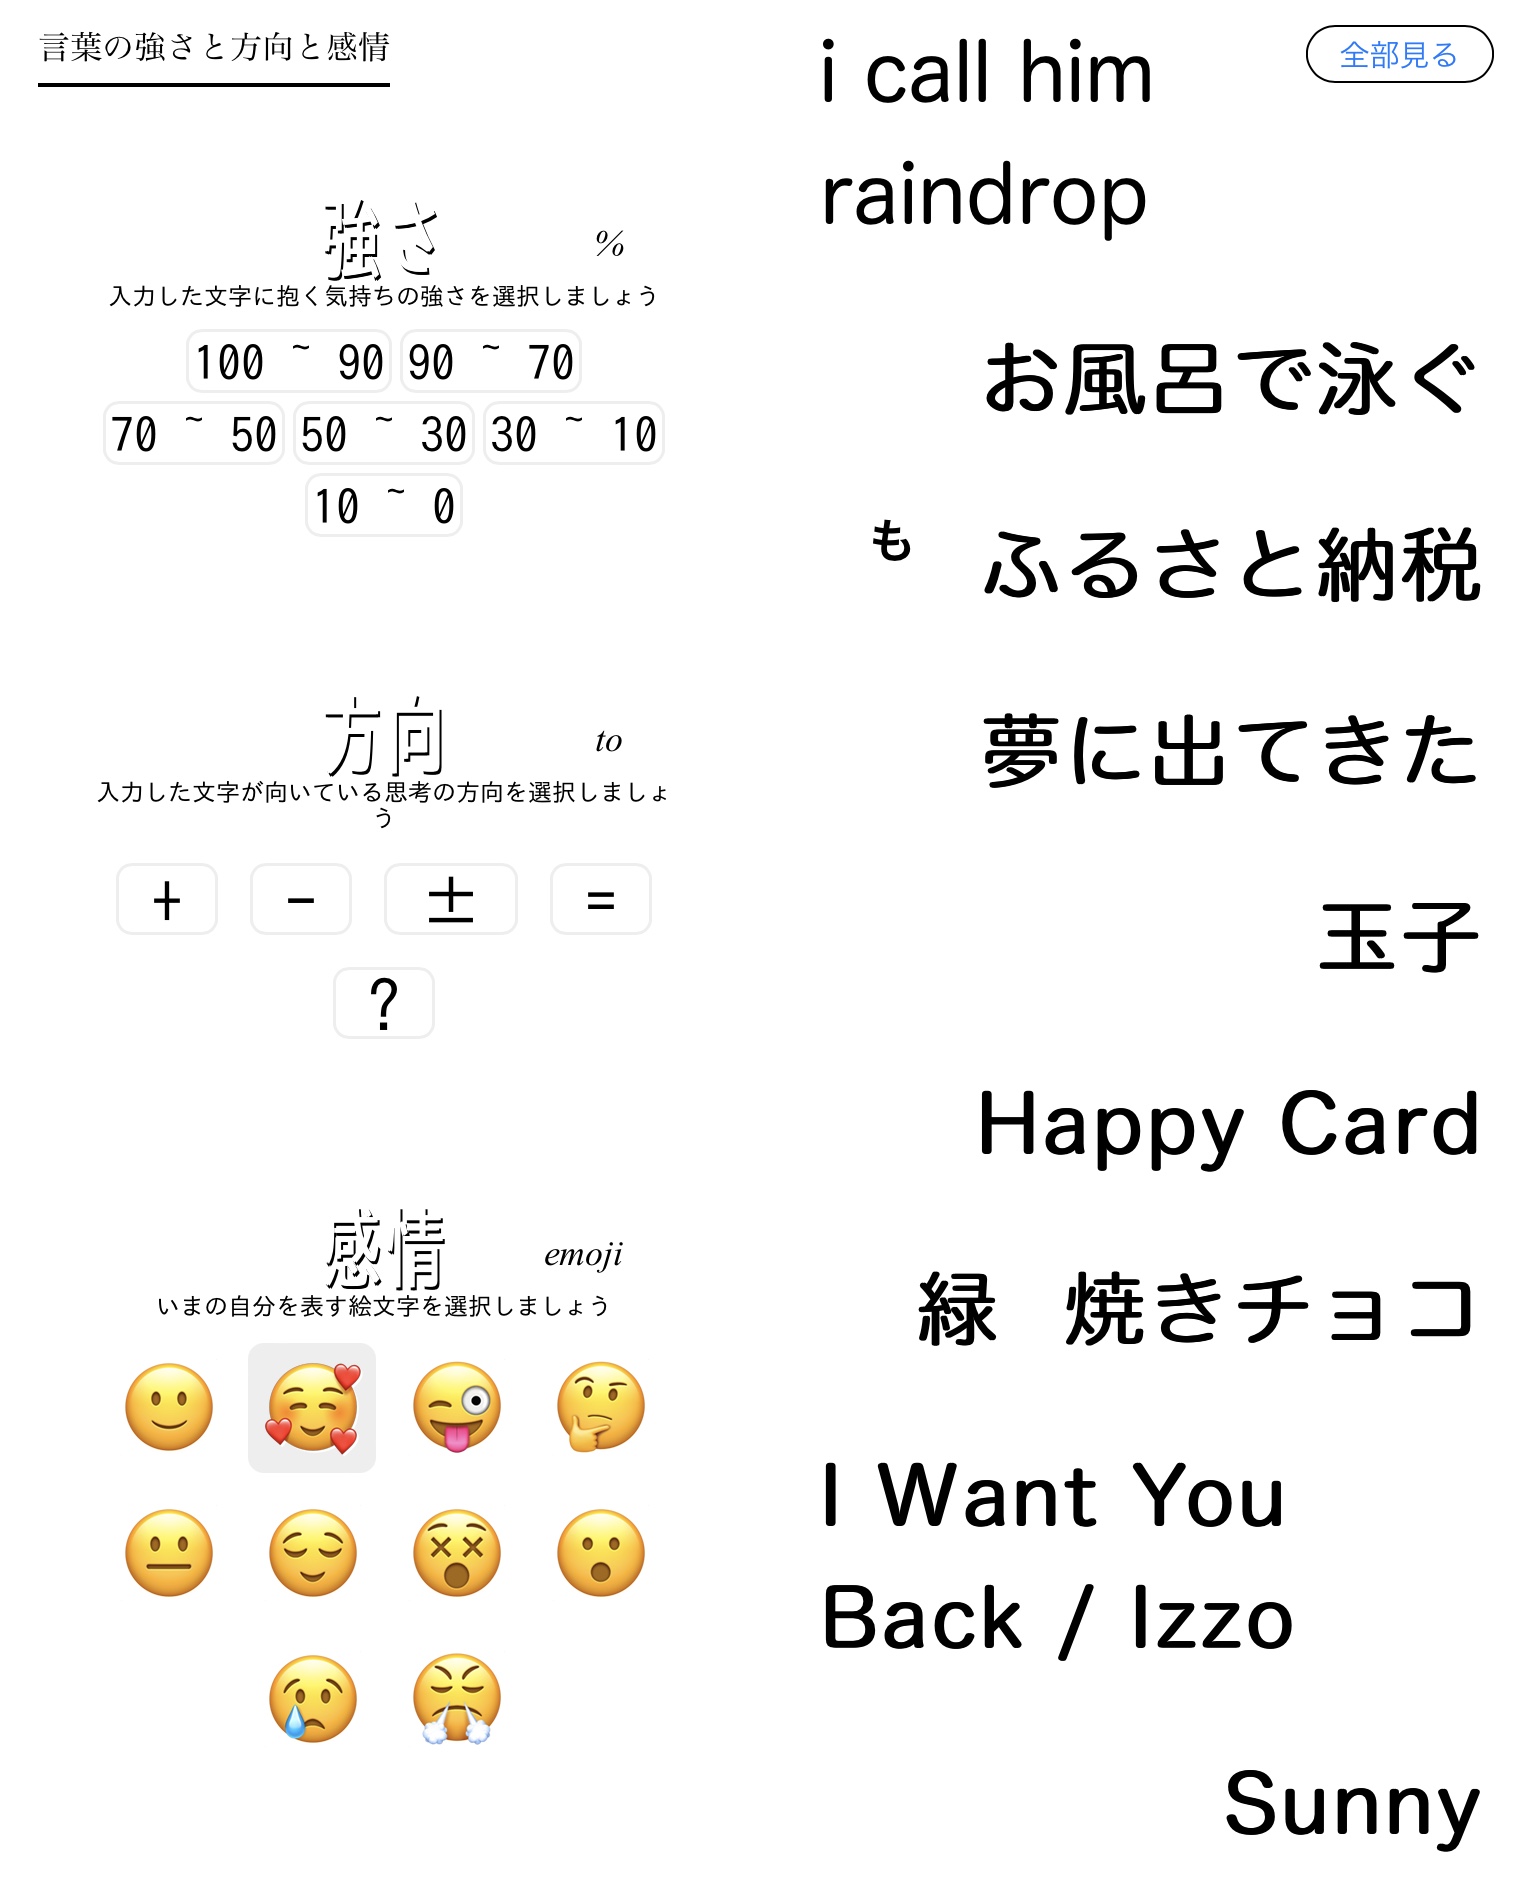 言葉の強さと方向と感情
強さ
%
入力した文字に抱く気持ちの強さを選択しましょう
100 ~ 90
90 ~ 70
70 ~ 50
50 ~ 30
30 ~ 10
10 ~ 0
方向
to
入力した文字が向いている思考の方向を選択しましょ
う
+
-
±
=
?
感情
emoji
いまの自分を表す絵文字を選択しましょう
全部見る
i call him
raindrop
お風呂で泳ぐ
も ふるさと納税
夢に出てきた
玉子
Happy Card
緑 焼きチョコ
I Want You
Back / Izzo
Sunny